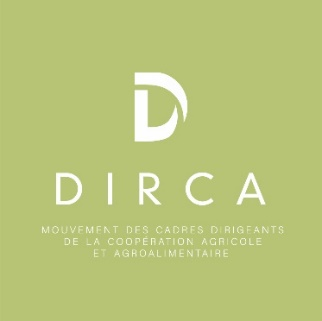 D
DIRCA
MOUVEMENT DES CADRES DIRIGEANTS
DE LA COOPÉRATION AGRICOLE
ET AGROALIMENTAIRE